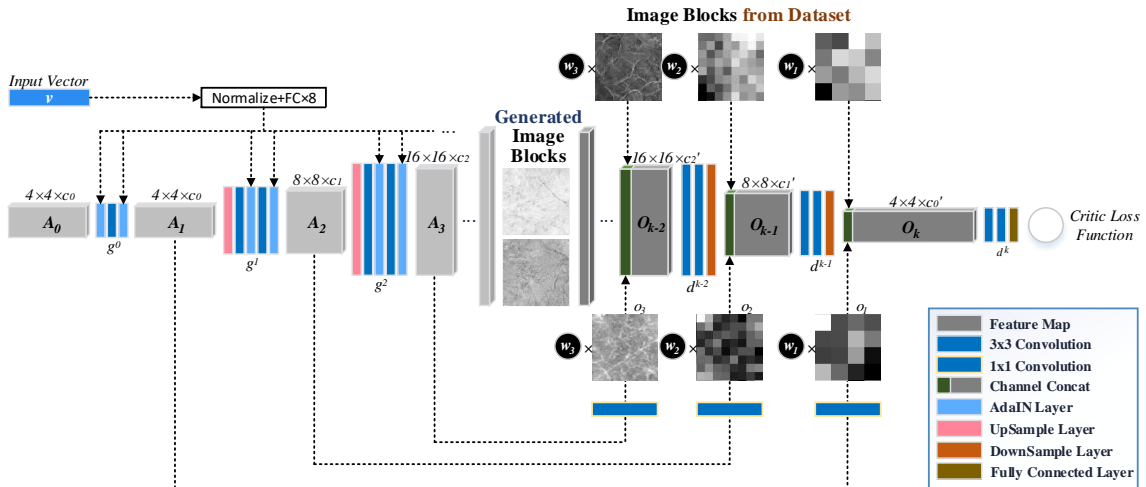 Image Blocks from Dataset
w3 ×
w2 ×
w1 ×
Input Vector
v
Normalize+FC×8
...
Generated
Image
Blocks
...
4×4×c0
A0
g0
4×4×c0
A1
g1
8×8×c1
A2
g2
16×16×c2
A3
16×16×c2'
Ok-2
dk-2
8×8×c1'
Ok-1
dk-1
4×4×c0'
Ok
dk
Critic Loss
Function
o3
o2
o1
w3 ×
w2 ×
w1 ×
Feature Map
3x3 Convolution
1x1 Convolution
Channel Concat
AdaIN Layer
UpSample Layer
DownSample Layer
Fully Connected Layer